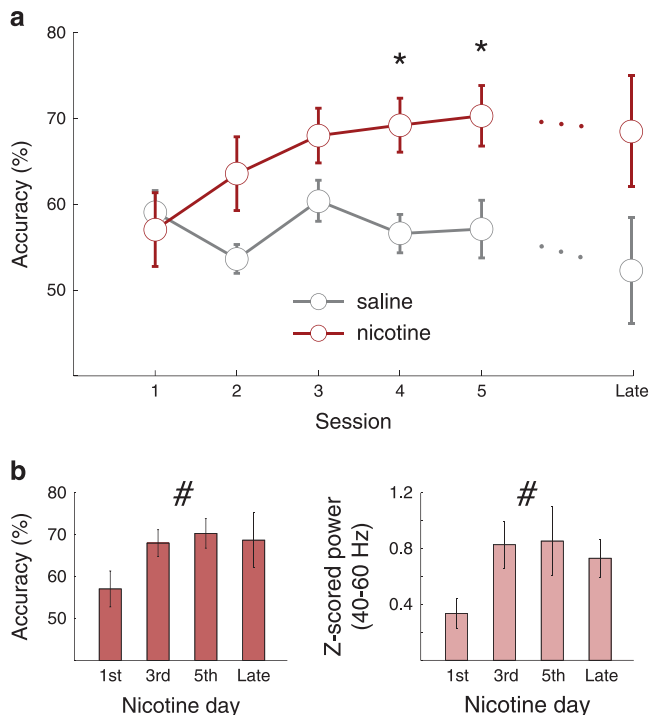 a
80
70
60
50
Accuracy (%)
* *
saline
nicotine
1 2 3 4 5 Late
Session
b
80
70
60
50
Accuracy (%)
#
1st 3rd 5th Late
Nicotine day
1.2
0.8
0.4
Z-scored power
(40-60 Hz)
#
1st 3rd 5th Late
Nicotine day